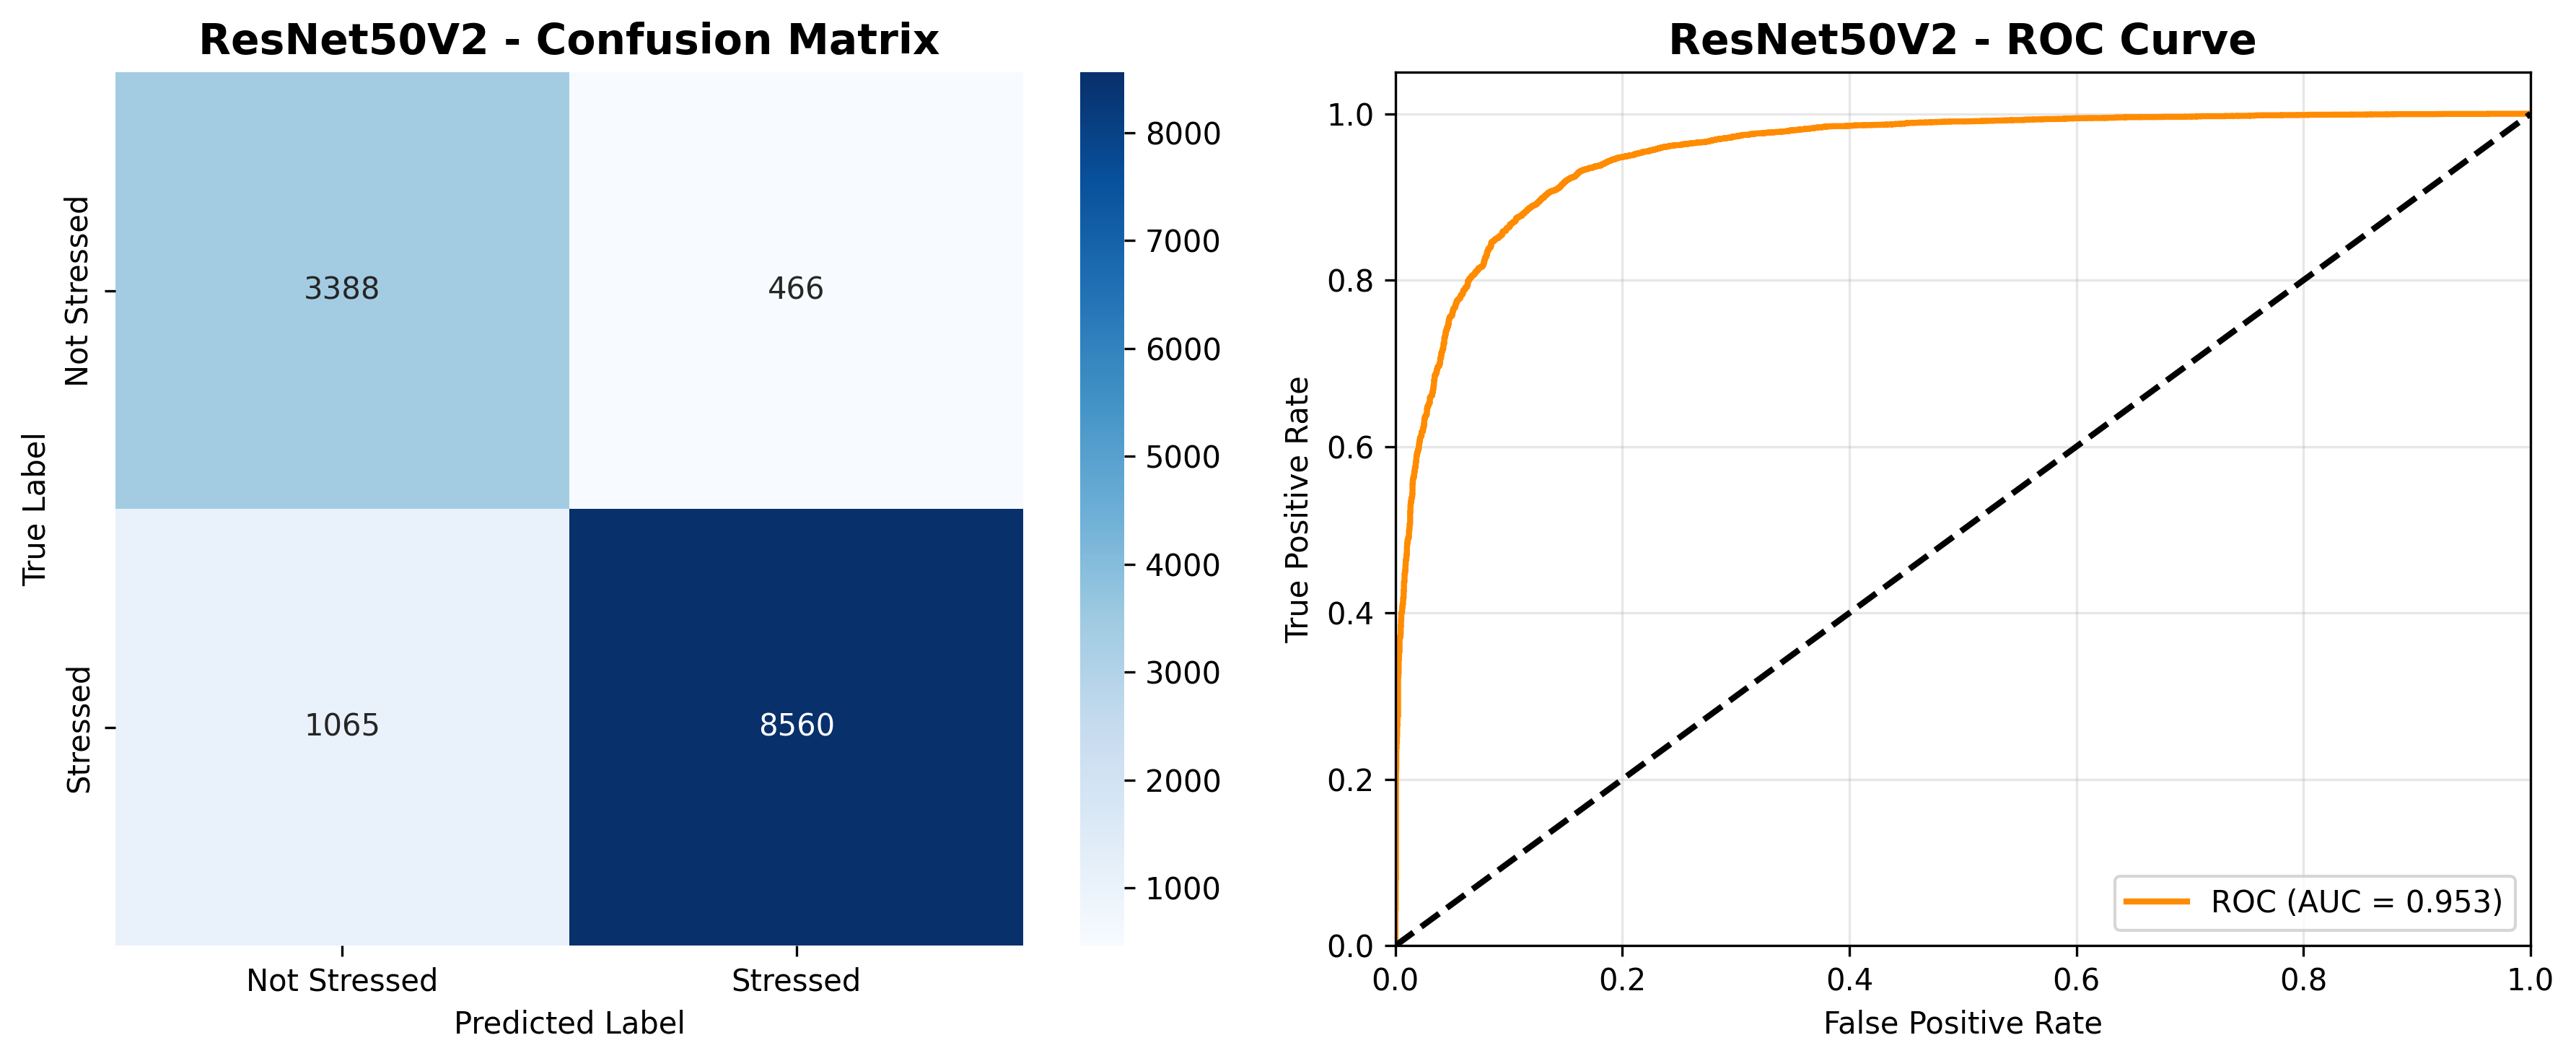 ResNet50V2 - Confusion Matrix
True Label
Not Stressed
Stressed
3388
466
1065
8560
Not Stressed
Stressed
Predicted Label
8000
7000
6000
5000
4000
3000
2000
1000
ResNet50V2 - ROC Curve
True Positive Rate
1.0
0.8
0.6
0.4
0.2
0.0
0.0
0.2
0.4
0.6
0.8
1.0
False Positive Rate
ROC (AUC = 0.953)